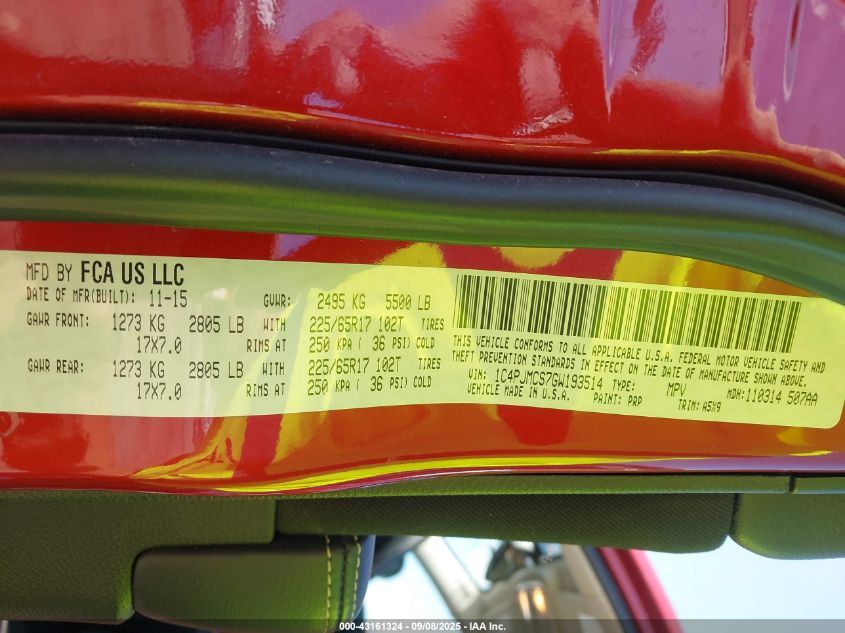 MFD BY FCA US LLC
DATE OF MFR(BUILT): 11-15 GVWR: 2495 KG 5500 LB
GAWR FRONT: 1273 KG 2805 LB WITH 225/65R17 102T TIRES
17X7.0 RIMS AT 250 KPA ( 36 PSI) COLD
GAWR REAR: 1273 KG 2805 LB WITH 225/65R17 102T TIRES
17X7.0 RIMS AT 250 KPA ( 36 PSI) COLD
THIS VEHICLE CONFORMS TO ALL APPLICABLE U.S.A. FEDERAL MOTOR VEHICLE SAFETY AND
THEFT PREVENTION STANDARDS IN EFFECT ON THE DATE OF MANUFACTURE SHOWN ABOVE.
VIN: 1C4PJMCS7GW193514 TYPE: MPV MDH: 110314 507AA
VEHICLE MADE IN U.S.A. PAINT: PRP TRIM: A5X9
000-43161324 | 09/08/2025 - IAA Inc.